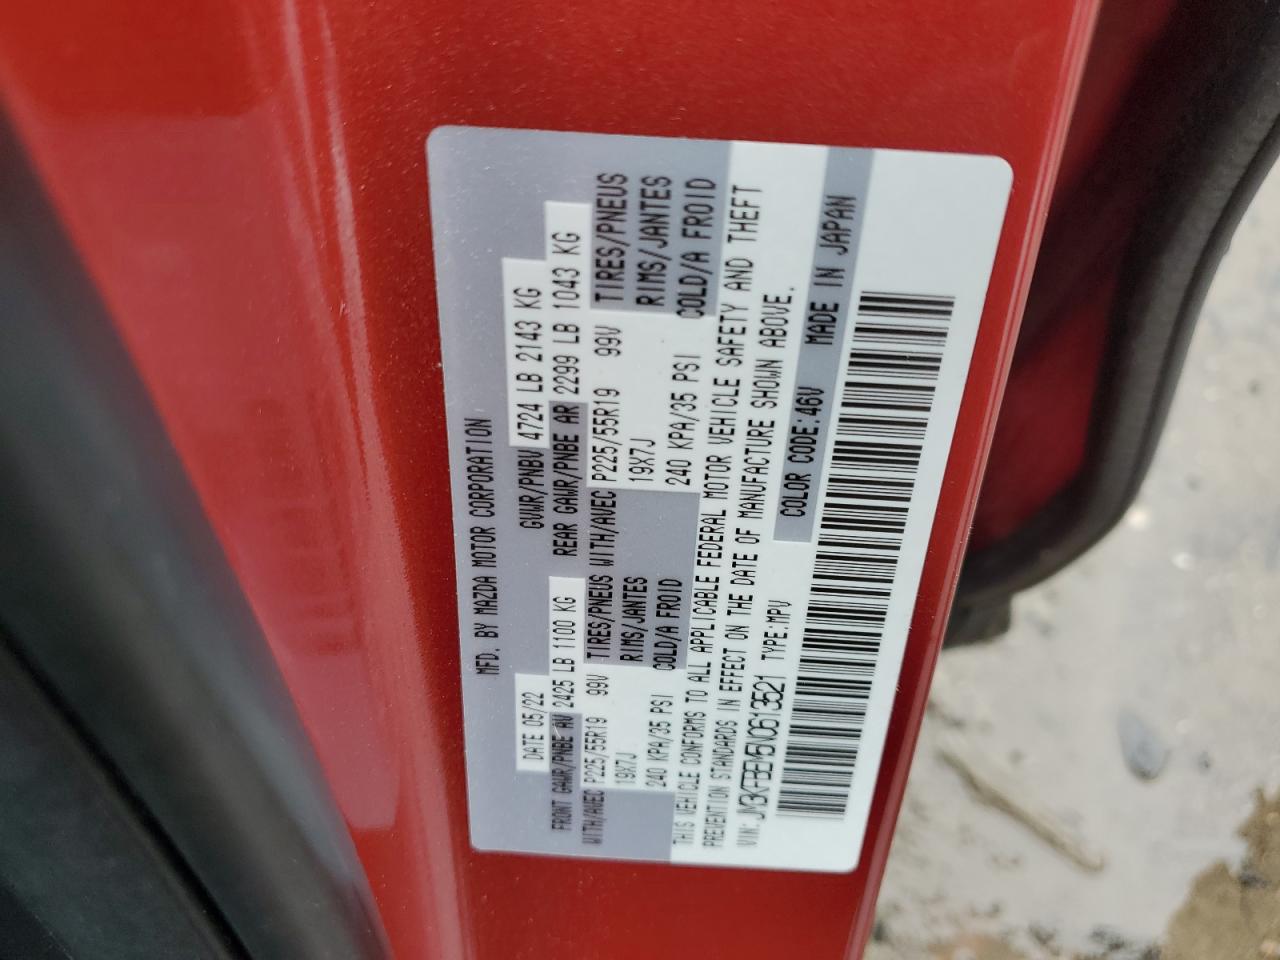 MFD. BY MAZDA MOTOR CORPORATION
DATE 05/22 GVWR/PNBV 4724 LB 2143 KG
FRONT GAWR/PNBE AV 2425 LB 1100 KG REAR GAWR/PNBE AR 2299 LB 1043 KG
WITH/AVEC P225/55R19 99V TIRES/PNEUS WITH/AVEC P225/55R19 99V TIRES/PNEUS
19X7J RIMS/JANTES 19X7J RIMS/JANTES
240 KPA/35 PSI COLD/A FROID 240 KPA/35 PSI COLD/A FROID
THIS VEHICLE CONFORMS TO ALL APPLICABLE FEDERAL MOTOR VEHICLE SAFETY AND THEFT
PREVENTION STANDARDS IN EFFECT ON THE DATE OF MANUFACTURE SHOWN ABOVE.
VIN: JM3KFBEM5N0613521 TYPE:MPV COLOR CODE:46V MADE IN JAPAN